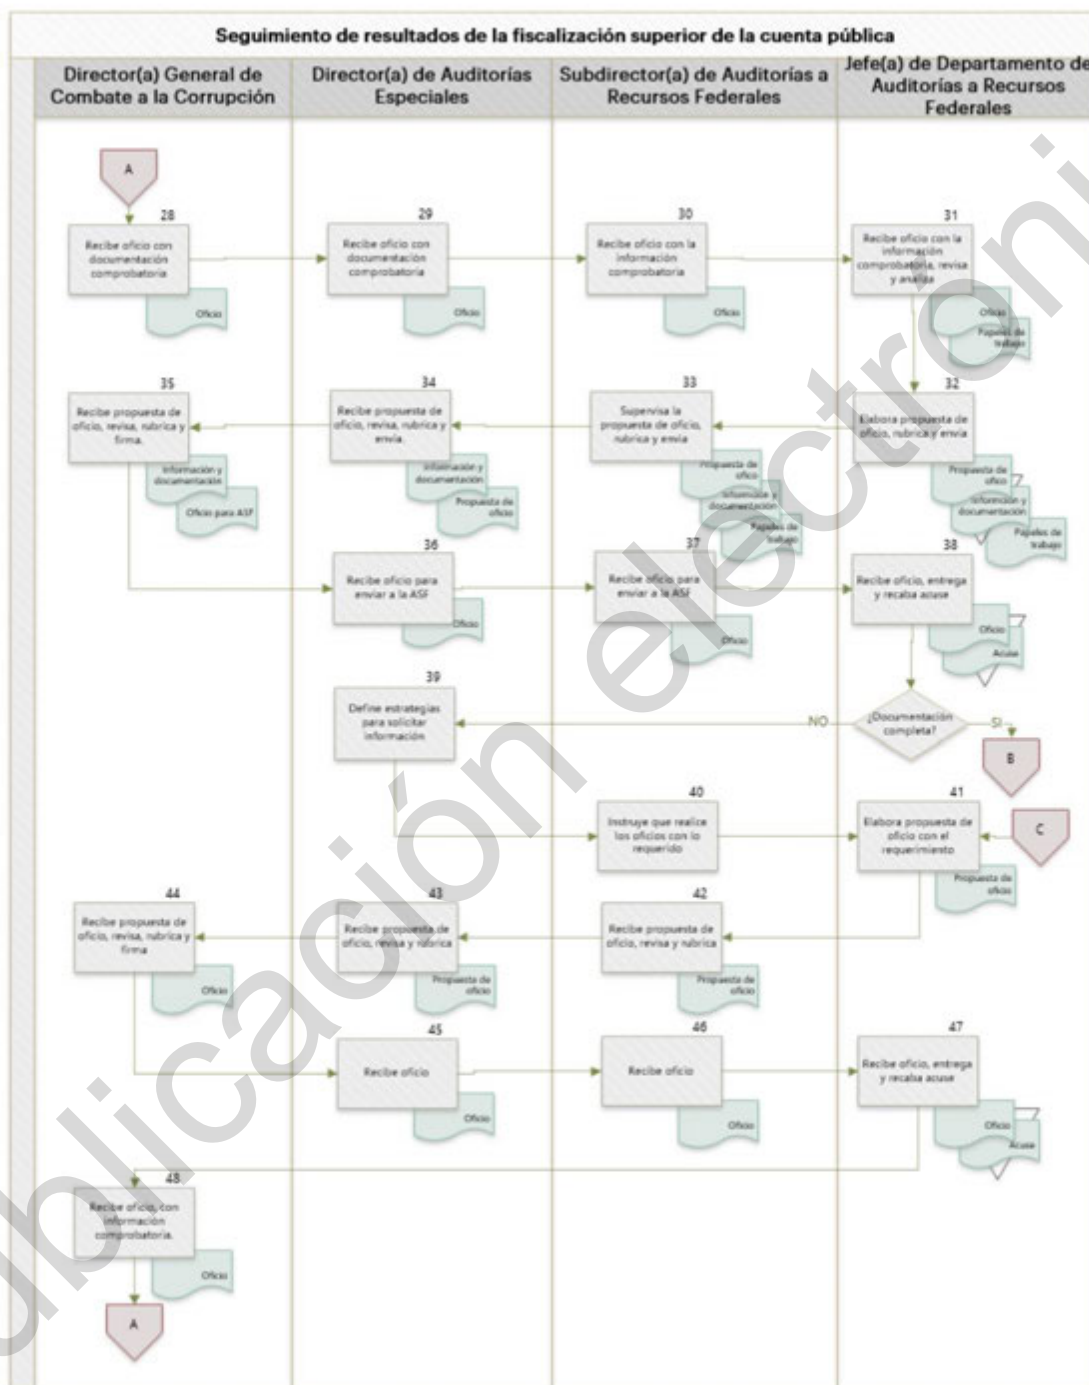 Seguimiento de resultados de la fiscalización superior de la cuenta pública
Director(a) General de
Combate a la Corrupción
Director(a) de Auditorías
Especiales
Subdirector(a) de Auditorías a
Recursos Federales
Jefe(a) de Departamento de
Auditorías a Recursos
Federales
A
28
Recibe oficio con
documentación
comprobatoria
Oficio
29
Recibe oficio con
documentación
comprobatoria
Oficio
30
Recibe oficio con la
información
comprobatoria
Oficio
31
Recibe oficio con la
información
comprobatoria, revisa
y analiza
Oficio
Papeles de
trabajo
35
Recibe propuesta de
oficio, revisa, rubrica y
firma.
Información y
documentación
Oficio para ASF
34
Recibe propuesta de
oficio, revisa, rubrica y
envía.
Información y
documentación
Propuesta de
oficio
33
Supervisa la
propuesta de oficio,
rubrica y envía
Propuesta de
oficio
Información y
documentación
Papeles de
trabajo
32
Elabora propuesta de
oficio, rubrica y envía
Propuesta de
oficio
Información y
documentación
Papeles de
trabajo
36
Recibe oficio para
enviar a la ASF
Oficio
37
Recibe oficio para
enviar a la ASF
Oficio
38
Recibe oficio, entrega
y recaba acuse
Oficio
Acuse
39
Define estrategias
para solicitar
información
NO
¿Documentación
completa?
SI
B
40
Instruye que realice
los oficios con lo
requerido
41
Elabora propuesta de
oficio con el
requerimiento
Propuesta de
oficio
C
44
Recibe propuesta de
oficio, revisa, rubrica y
firma
Oficio
43
Recibe propuesta de
oficio, revisa y rubrica
Propuesta de
oficio
42
Recibe propuesta de
oficio, revisa y rubrica
Propuesta de
oficio
45
Recibe oficio
Oficio
46
Recibe oficio
Oficio
47
Recibe oficio, entrega
y recaba acuse
Oficio
Acuse
48
Recibe oficio, con
información
comprobatoria.
Oficio
A
ublicación electróni